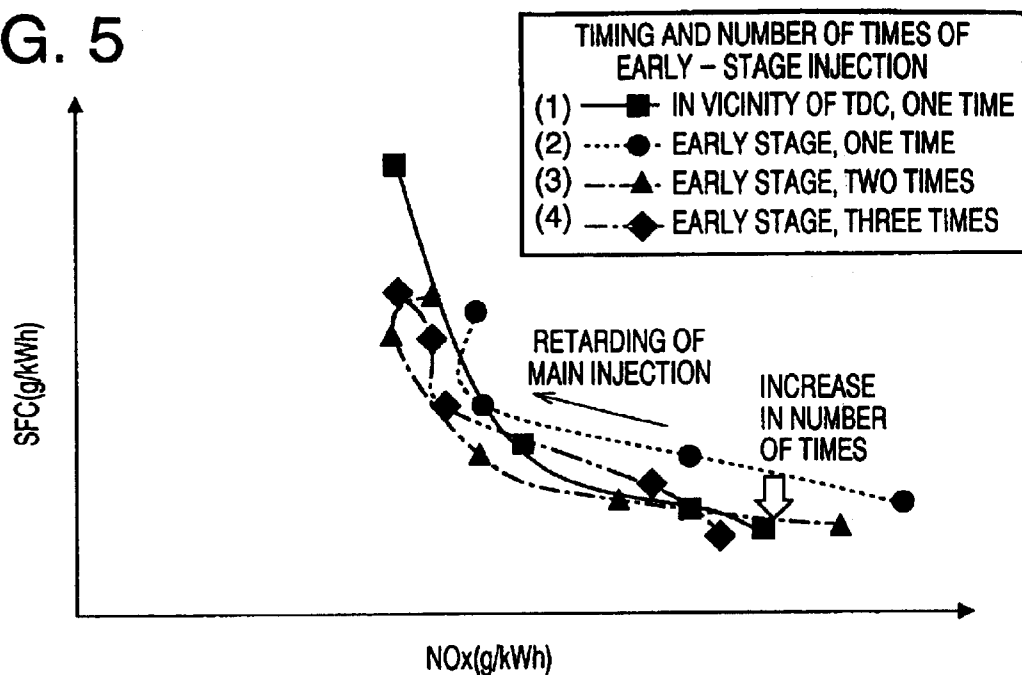 G. 5
TIMING AND NUMBER OF TIMES OF
EARLY – STAGE INJECTION
(1) IN VICINITY OF TDC, ONE TIME
(2) EARLY STAGE, ONE TIME
(3) EARLY STAGE, TWO TIMES
(4) EARLY STAGE, THREE TIMES
RETARDING OF
MAIN INJECTION
INCREASE
IN NUMBER
OF TIMES
SFC(g/kWh)
NOx(g/kWh)